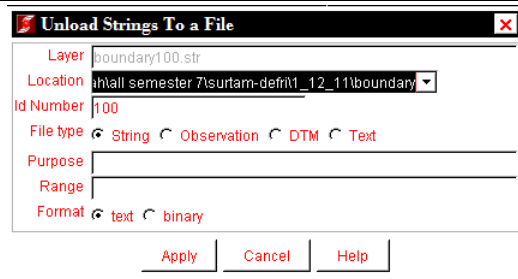 Unload Strings To a File
Layer boundary100.str
Location ah\all semester 7\surtam-defri\1_12_11\boundary
Id Number 100
File type String Observation DTM Text
Purpose
Range
Format text binary
Apply Cancel Help